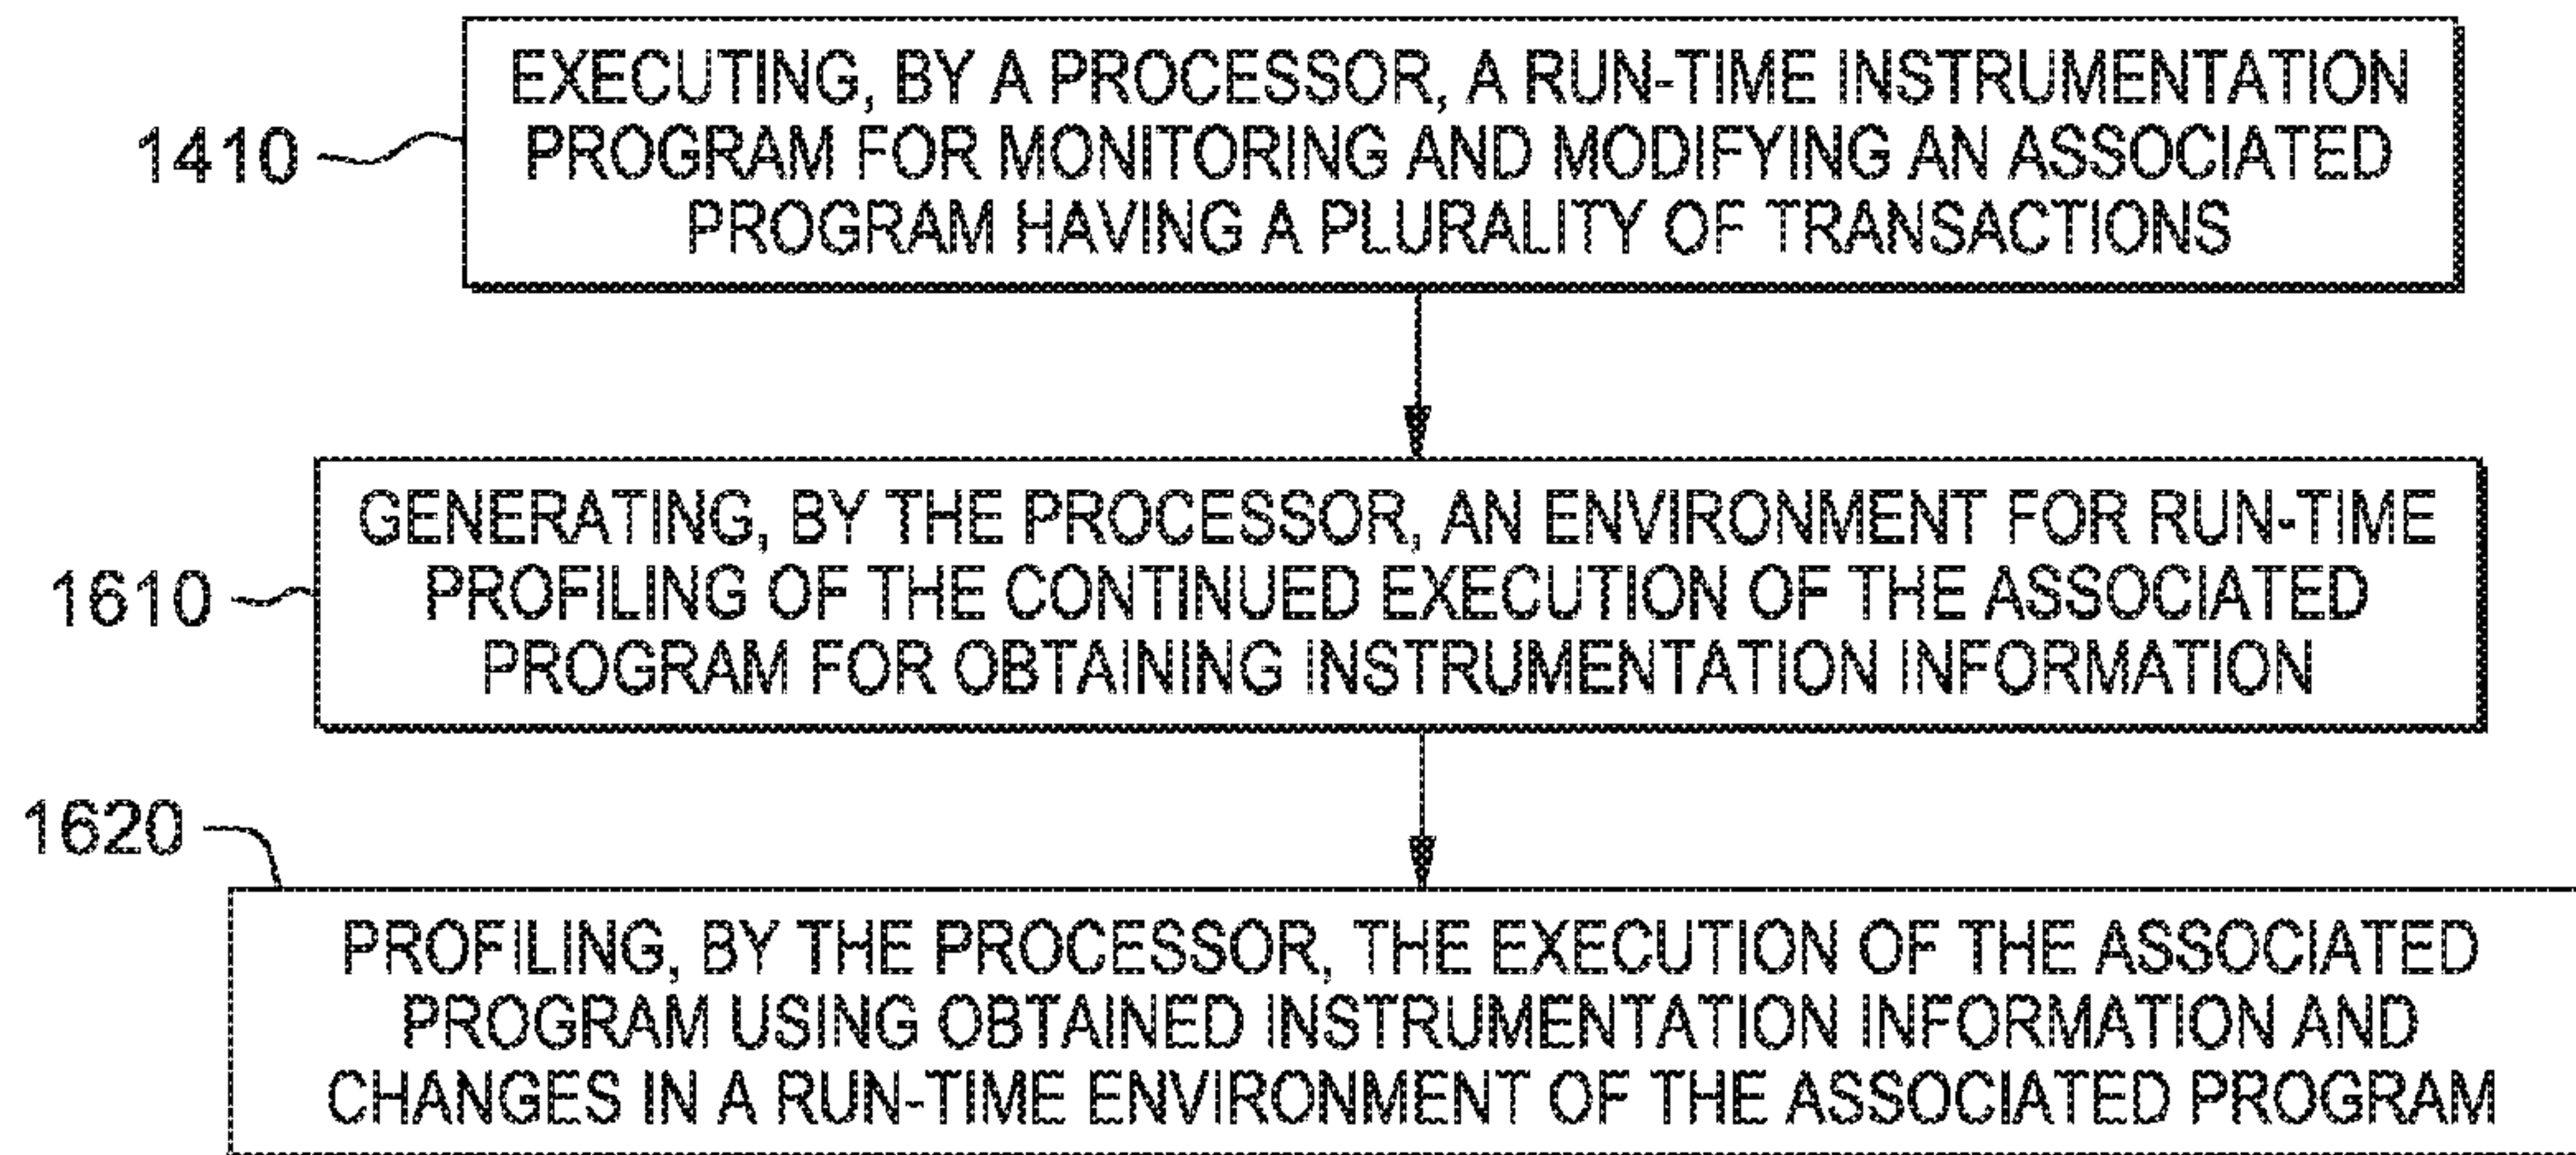 EXECUTING, BY A PROCESSOR, A RUN-TIME INSTRUMENTATION
PROGRAM FOR MONITORING AND MODIFYING AN ASSOCIATED
PROGRAM HAVING A PLURALITY OF TRANSACTIONS
1410
GENERATING, BY THE PROCESSOR, AN ENVIRONMENT FOR RUN-TIME
PROFILING OF THE CONTINUED EXECUTION OF THE ASSOCIATED
PROGRAM FOR OBTAINING INSTRUMENTATION INFORMATION
1610
1620
PROFILING, BY THE PROCESSOR, THE EXECUTION OF THE ASSOCIATED
PROGRAM USING OBTAINED INSTRUMENTATION INFORMATION AND
CHANGES IN A RUN-TIME ENVIRONMENT OF THE ASSOCIATED PROGRAM